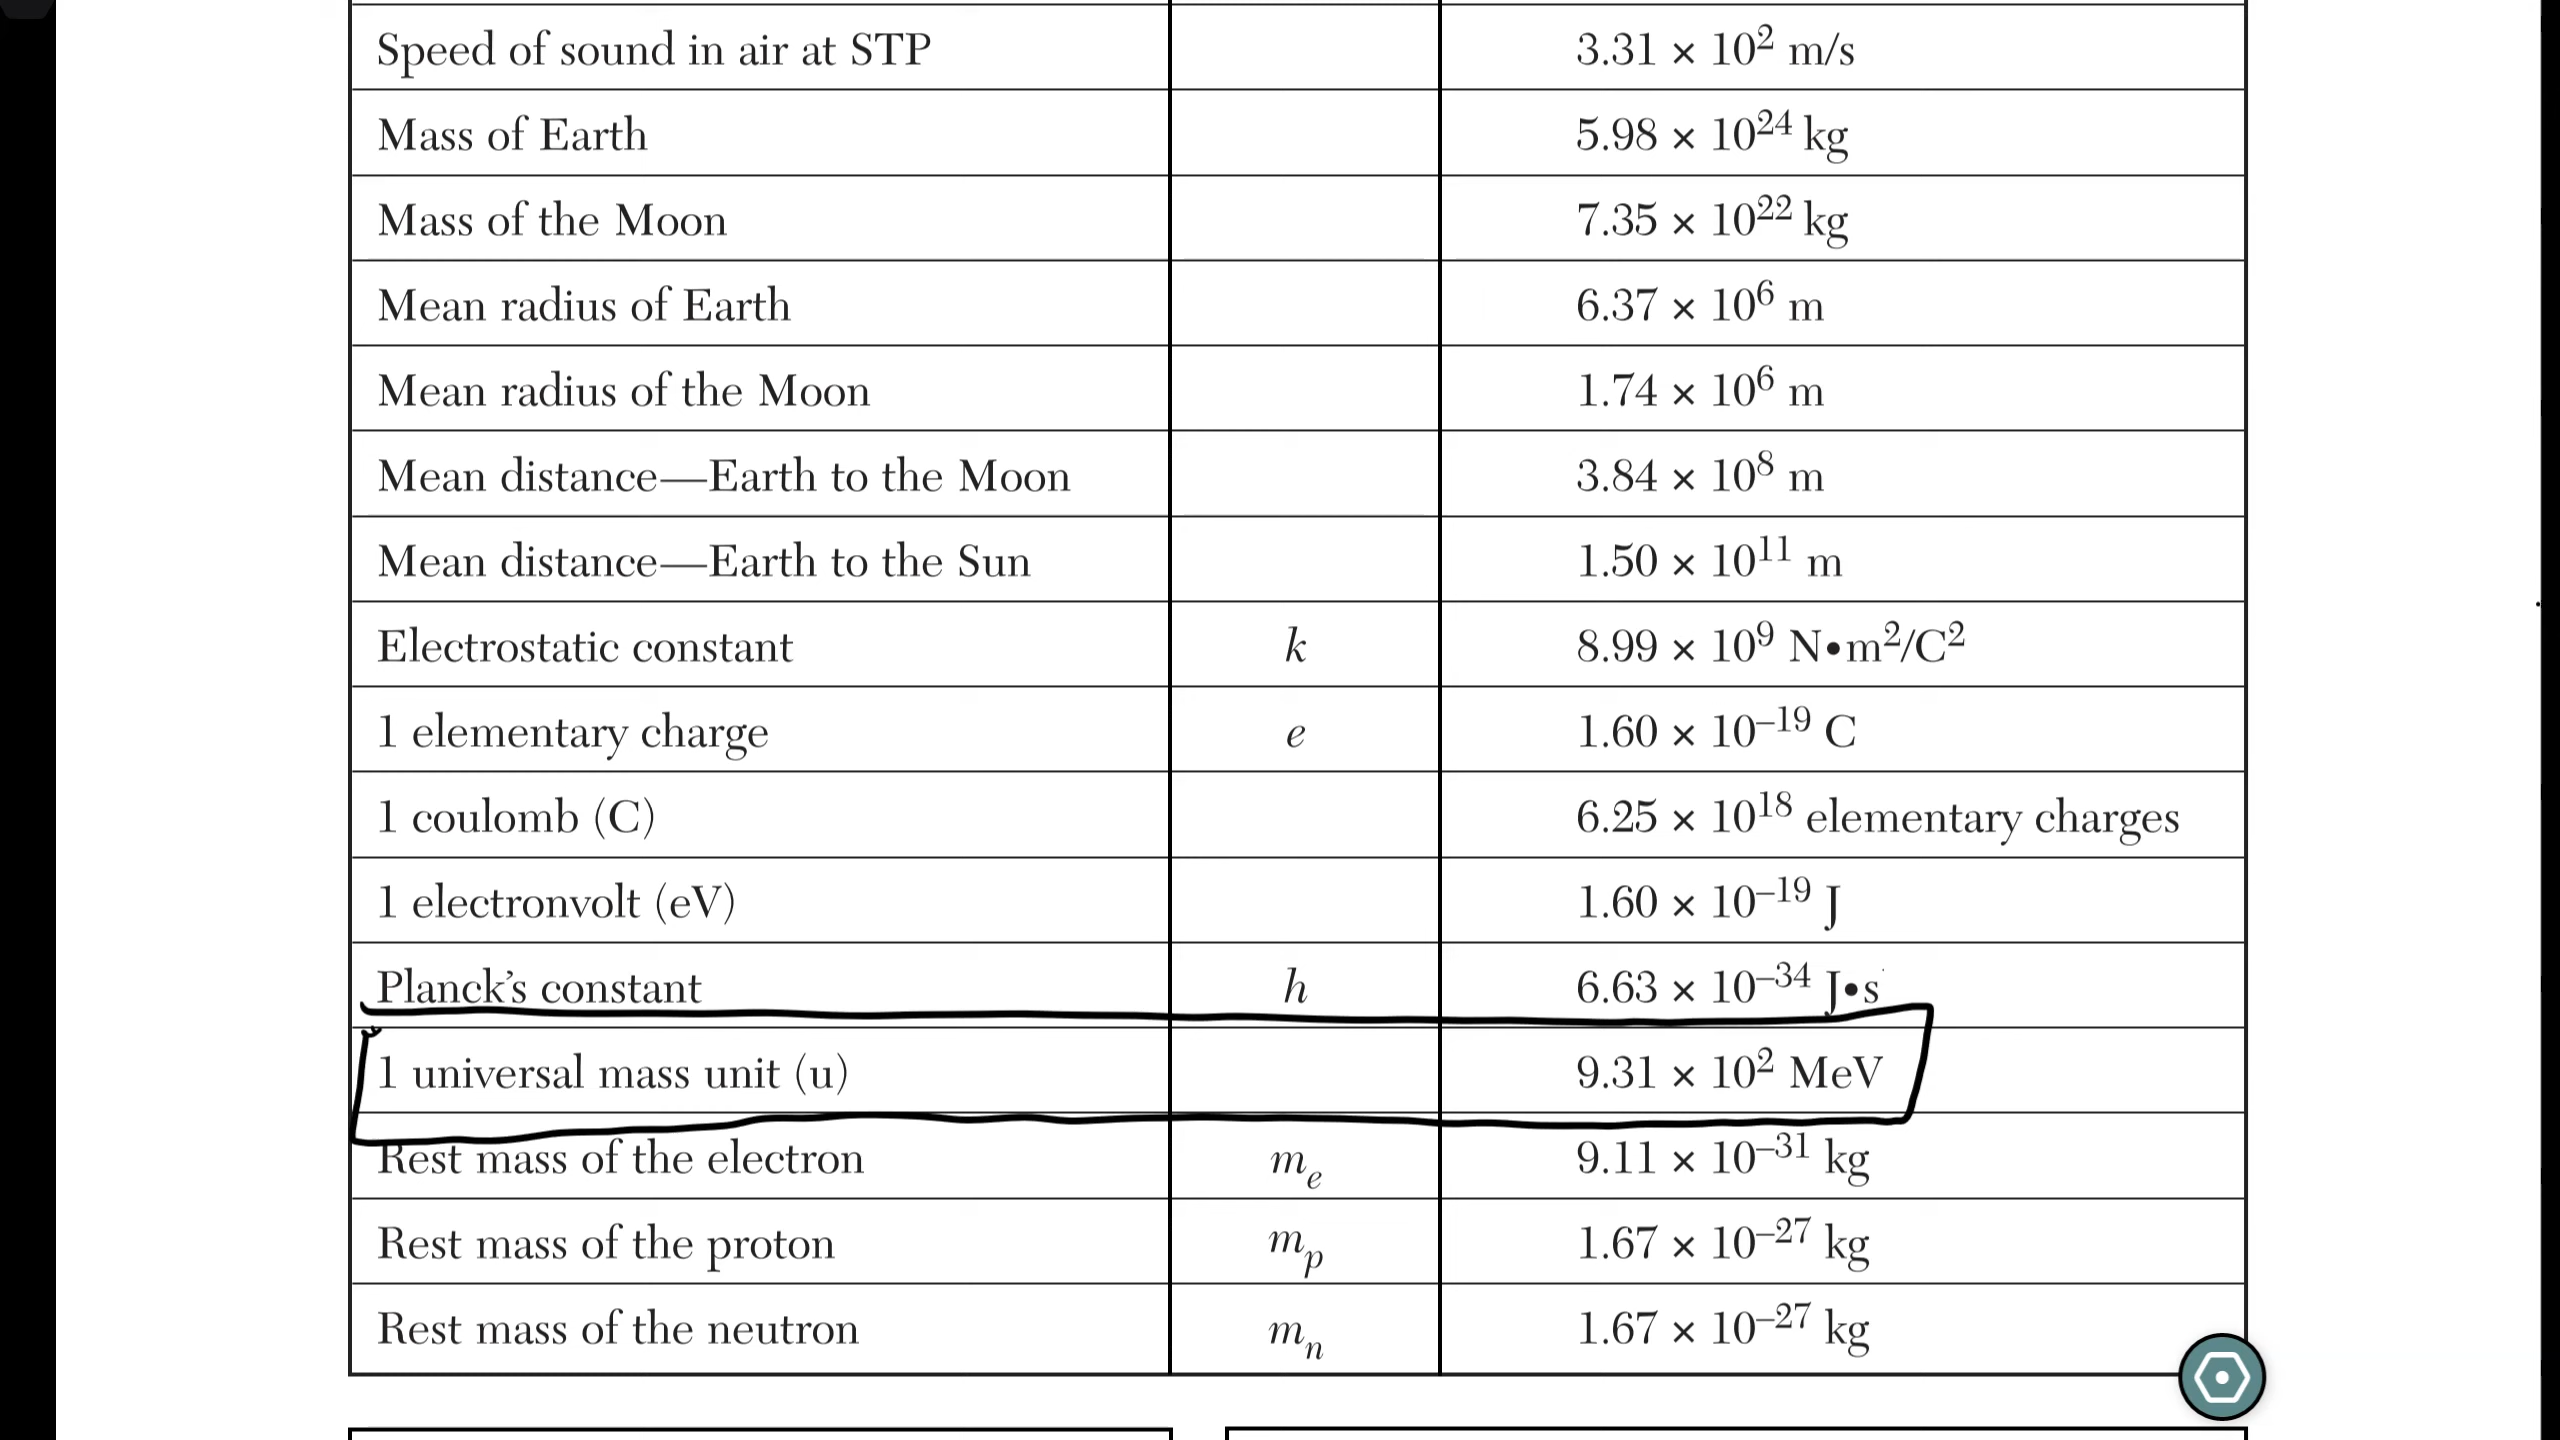 Speed of sound in air at STP 3.31 × 10² m/s
Mass of Earth 5.98 × 10²⁴ kg
Mass of the Moon 7.35 × 10²² kg
Mean radius of Earth 6.37 × 10⁶ m
Mean radius of the Moon 1.74 × 10⁶ m
Mean distance—Earth to the Moon 3.84 × 10⁸ m
Mean distance—Earth to the Sun 1.50 × 10¹¹ m
Electrostatic constant k 8.99 × 10⁹ N•m²/C²
1 elementary charge e 1.60 × 10⁻¹⁹ C
1 coulomb (C) 6.25 × 10¹⁸ elementary charges
1 electronvolt (eV) 1.60 × 10⁻¹⁹ J
Planck’s constant h 6.63 × 10⁻³⁴ J•s
1 universal mass unit (u) 9.31 × 10² MeV
Rest mass of the electron mₑ 9.11 × 10⁻³¹ kg
Rest mass of the proton mₚ 1.67 × 10⁻²⁷ kg
Rest mass of the neutron mₙ 1.67 × 10⁻²⁷ kg